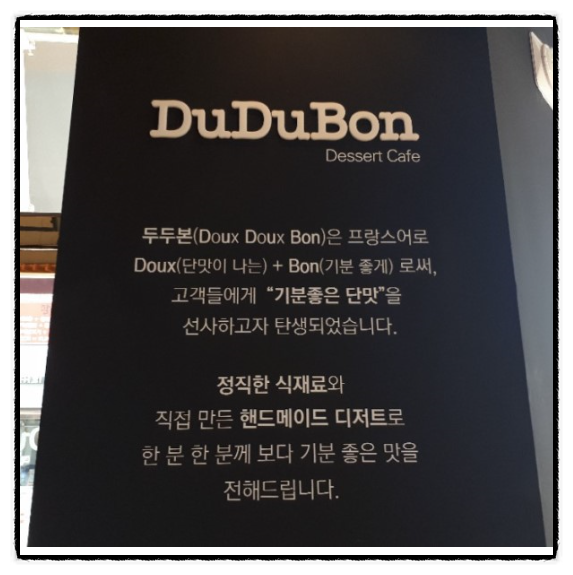 DuDuBon
Dessert Cafe
두두본(Doux Doux Bon)은 프랑스어로
Doux(단맛이 나는) + Bon(기분 좋게) 로써,
고객들에게 “기분좋은 단맛”을
선사하고자 탄생되었습니다.
정직한 식재료와
직접 만든 핸드메이드 디저트로
한 분 한 분께 보다 기분 좋은 맛을
전해드립니다.